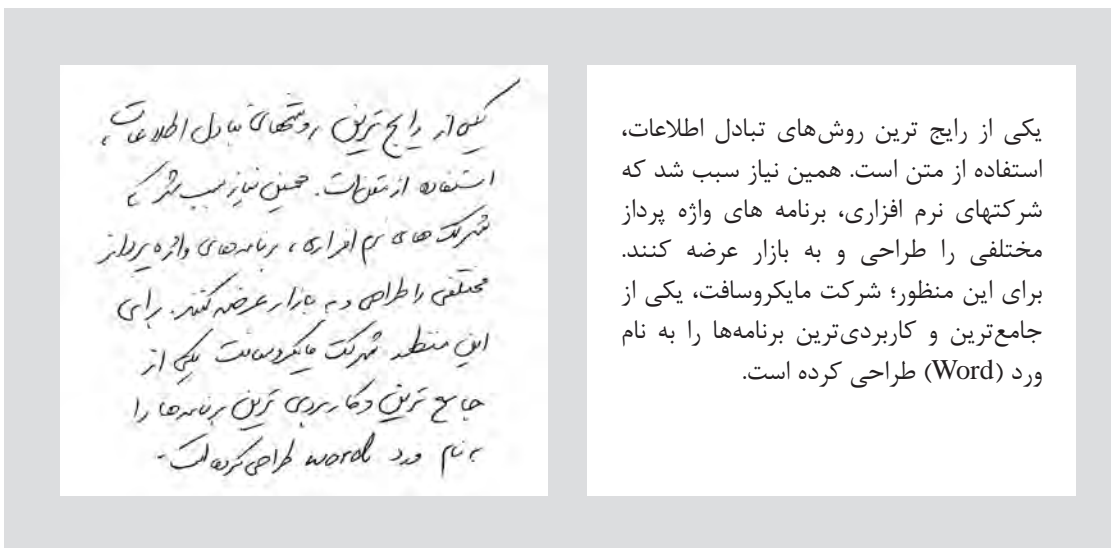 یکی از رایج ترین روش‌های تبادل اطلاعات،
استفاده از متن است. همین نیاز سبب شد که
شرکتهای نرم افزاری، برنامه های واژه پرداز
مختلفی را طراحی و به بازار عرضه کنند.
برای این منظور؛ شرکت مایکروسافت، یکی از
جامع‌ترین و کاربردی‌ترین برنامه‌ها را به نام
ورد (Word) طراحی کرده است.
یکی از رایج ترین روشهای تبادل اطلاعات،
استفاده از متن است. همین نیاز سبب شد که
شرکت های نرم افزاری، برنامه های واژه پرداز
مختلفی را طراحی و به بازار عرضه کنند. برای
این منظور شرکت مایکروسافت یکی از
جامع ترین و کاربردی ترین برنامه ها را
به نام ورد word طراحی کرده است.